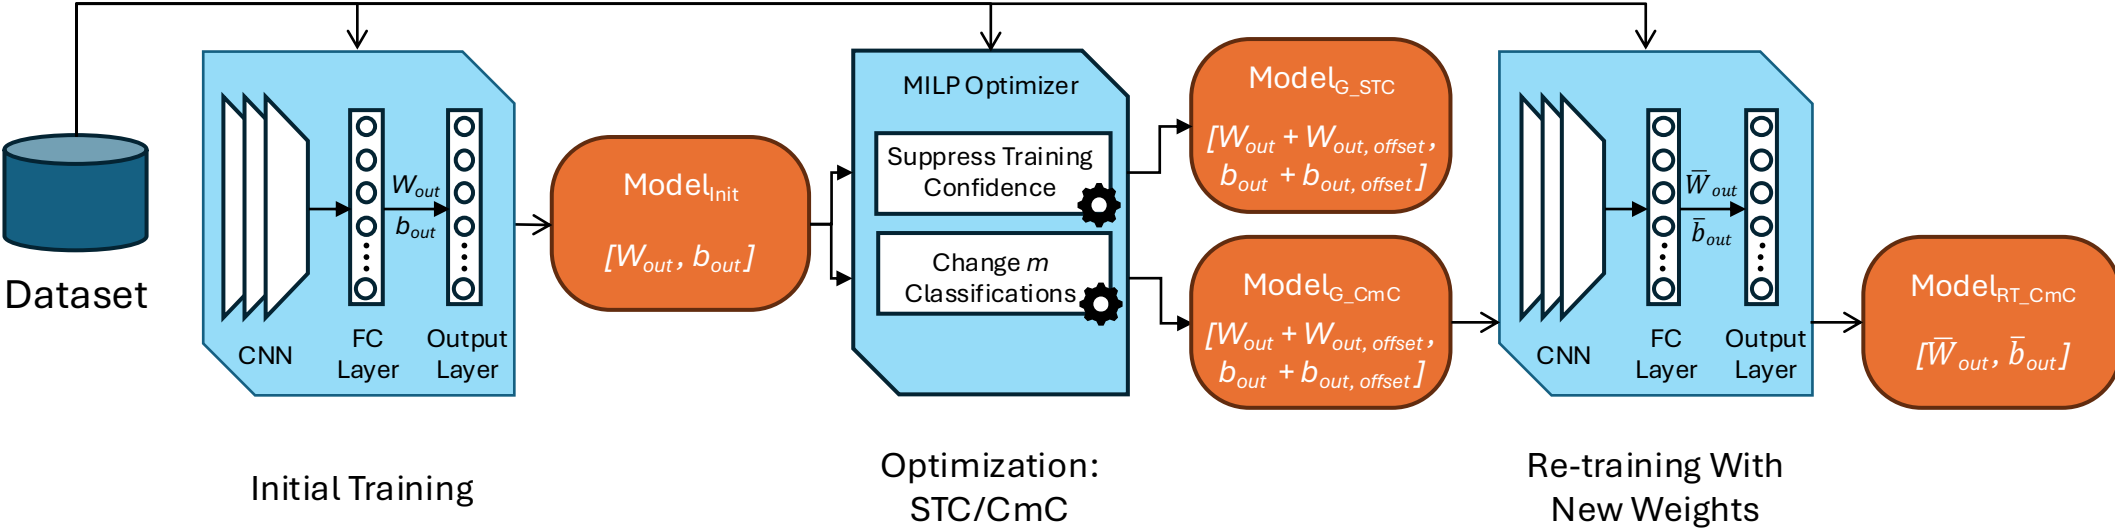 Dataset
CNN
FC
Layer
W_out
b_out
Output
Layer
Initial Training
Model_Init
[W_out, b_out]
MILP Optimizer
Suppress Training
Confidence
Change m
Classifications
Optimization:
STC/CmC
Model_G_STC
[W_out + W_out, offset,
b_out + b_out, offset]
Model_G_CmC
[W_out + W_out, offset,
b_out + b_out, offset]
CNN
FC
Layer
W̄_out
b̄_out
Output
Layer
Re-training With
New Weights
Model_RT_CmC
[W̄_out, b̄_out]